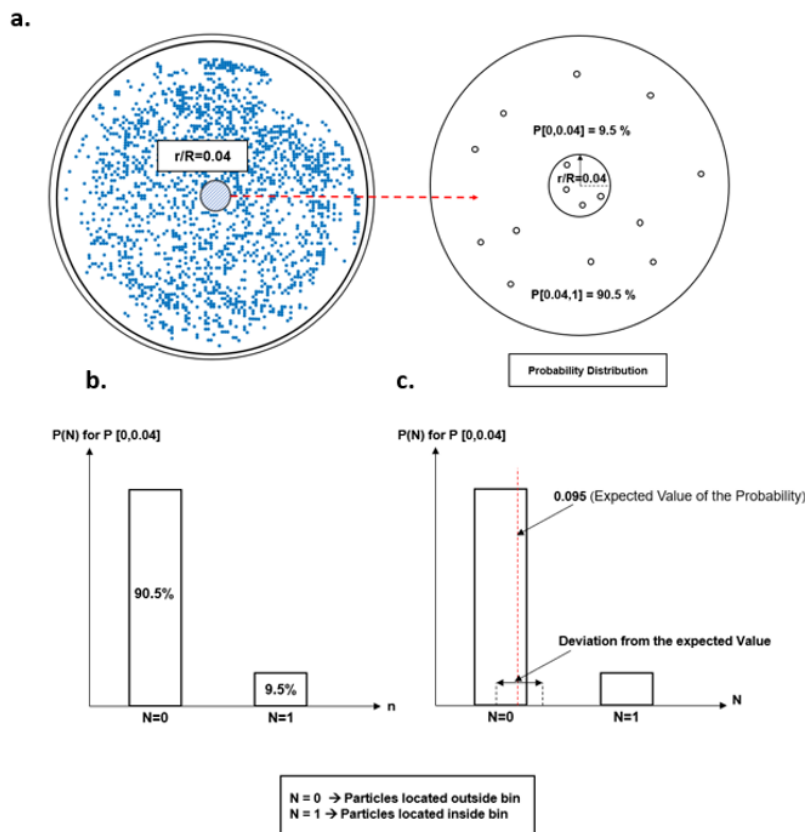 a.
r/R=0.04
P[0,0.04] = 9.5 %
r/R=0.04
P[0.04,1] = 90.5 %
Probability Distribution
b.
P(N) for P [0,0.04]
90.5%
9.5%
N=0
N=1
n
c.
P(N) for P [0,0.04]
0.095 (Expected Value of the Probability)
Deviation from the expected Value
N=0
N=1
N
N = 0 → Particles located outside bin
N = 1 → Particles located inside bin